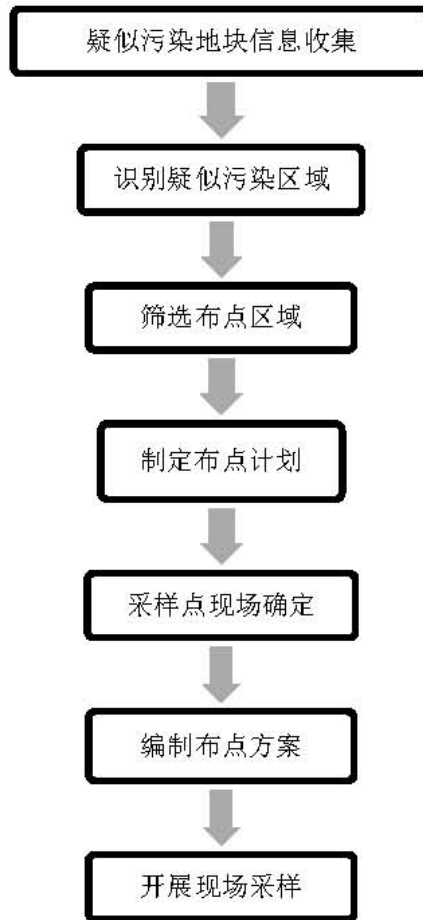 疑似污染地块信息收集
识别疑似污染区域
筛选布点区域
制定布点计划
采样点现场确定
编制布点方案
开展现场采样